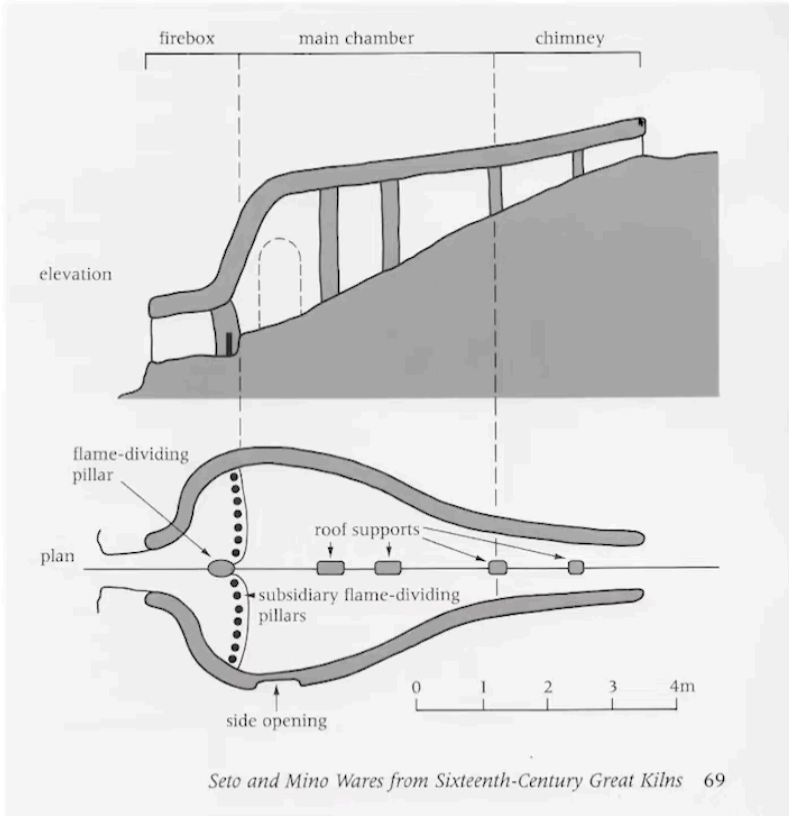 firebox main chamber chimney
elevation
flame-dividing
pillar
roof supports
plan
subsidiary flame-dividing
pillars
0 1 2 3 4m
side opening
Seto and Mino Wares from Sixteenth-Century Great Kilns 69